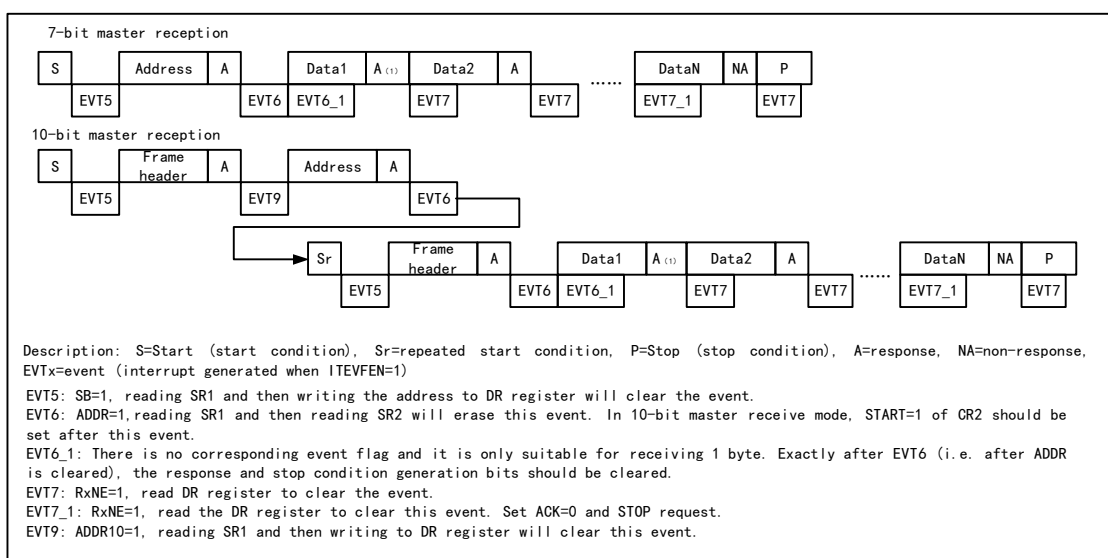 7-bit master reception
S Address A Data1 A (1) Data2 A ...... DataN NA P
EVT5 EVT6 EVT6_1 EVT7 EVT7 EVT7_1 EVT7
10-bit master reception
S Frame header A Address A
EVT5 EVT9 EVT6
Sr Frame header A Data1 A (1) Data2 A ...... DataN NA P
EVT5 EVT6 EVT6_1 EVT7 EVT7 EVT7_1 EVT7
Description: S=Start (start condition), Sr=repeated start condition, P=Stop (stop condition), A=response, NA=non-response,
EVTx=event (interrupt generated when ITEVFEN=1)
EVT5: SB=1, reading SR1 and then writing the address to DR register will clear the event.
EVT6: ADDR=1, reading SR1 and then reading SR2 will erase this event. In 10-bit master receive mode, START=1 of CR2 should be
set after this event.
EVT6_1: There is no corresponding event flag and it is only suitable for receiving 1 byte. Exactly after EVT6 (i.e. after ADDR
is cleared), the response and stop condition generation bits should be cleared.
EVT7: RxNE=1, read DR register to clear the event.
EVT7_1: RxNE=1, read the DR register to clear this event. Set ACK=0 and STOP request.
EVT9: ADDR10=1, reading SR1 and then writing to DR register will clear this event.